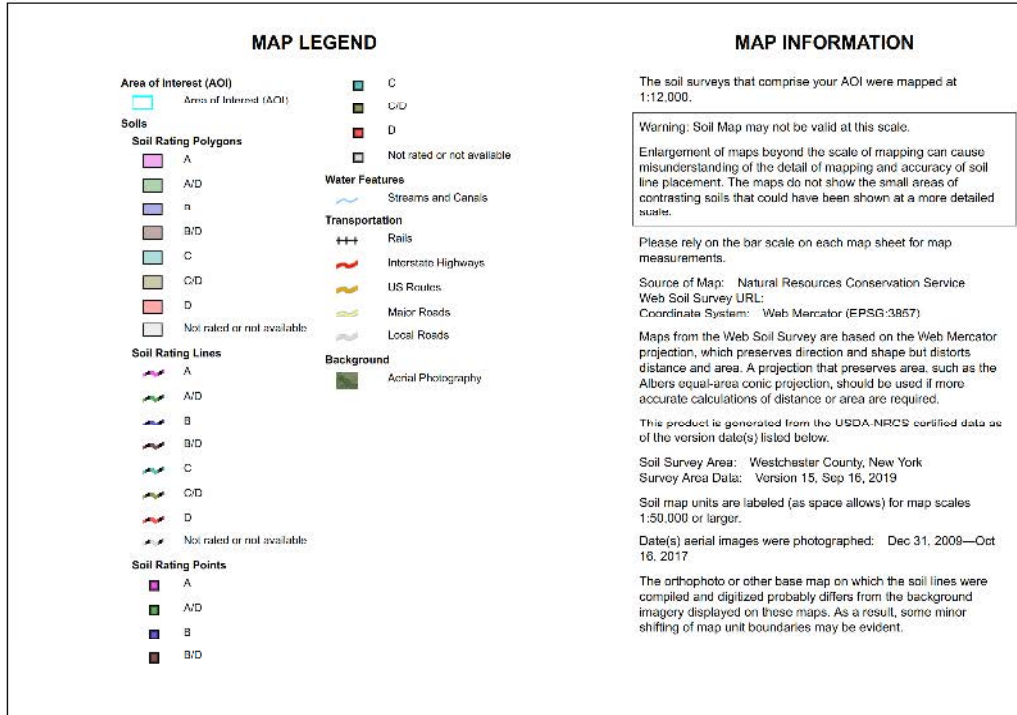 MAP LEGEND
Area of Interest (AOI)
Area of Interest (AOI)
Soils
Soil Rating Polygons
A
A/D
B
B/D
C
C/D
D
Not rated or not available
Soil Rating Lines
A
A/D
B
B/D
C
C/D
D
Not rated or not available
Soil Rating Points
A
A/D
B
B/D
C
C/D
D
Not rated or not available
Water Features
Streams and Canals
Transportation
Rails
Interstate Highways
US Routes
Major Roads
Local Roads
Background
Aerial Photography
MAP INFORMATION
The soil surveys that comprise your AOI were mapped at
1:12,000.
Warning: Soil Map may not be valid at this scale.
Enlargement of maps beyond the scale of mapping can cause
misunderstanding of the detail of mapping and accuracy of soil
line placement. The maps do not show the small areas of
contrasting soils that could have been shown at a more detailed
scale.
Please rely on the bar scale on each map sheet for map
measurements.
Source of Map: Natural Resources Conservation Service
Web Soil Survey URL:
Coordinate System: Web Mercator (EPSG:3857)
Maps from the Web Soil Survey are based on the Web Mercator
projection, which preserves direction and shape but distorts
distance and area. A projection that preserves area, such as the
Albers equal-area conic projection, should be used if more
accurate calculations of distance or area are required.
This product is generated from the USDA-NRCS certified data as
of the version date(s) listed below.
Soil Survey Area: Westchester County, New York
Survey Area Data: Version 15, Sep 16, 2019
Soil map units are labeled (as space allows) for map scales
1:50,000 or larger.
Date(s) aerial images were photographed: Dec 31, 2009—Oct
16, 2017
The orthophoto or other base map on which the soil lines were
compiled and digitized probably differs from the background
imagery displayed on these maps. As a result, some minor
shifting of map unit boundaries may be evident.